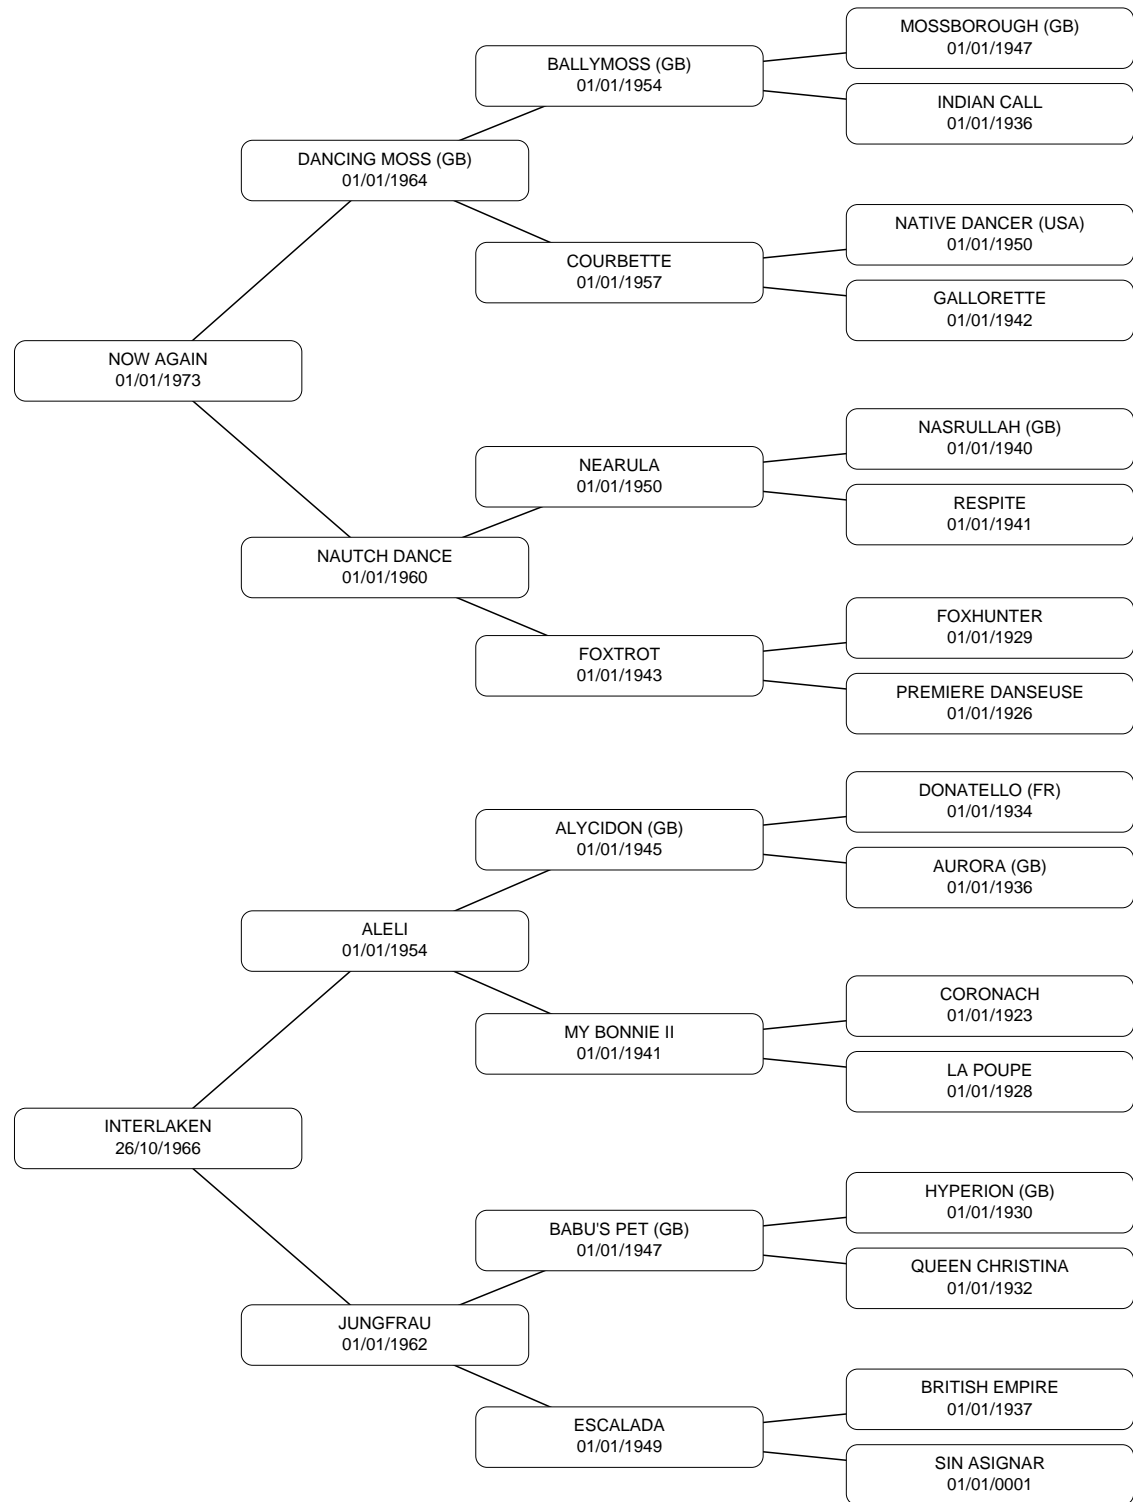 MOSSBOROUGH (GB)
01/01/1947
BALLYMOSS (GB)
01/01/1954
INDIAN CALL
01/01/1936
DANCING MOSS (GB)
01/01/1964
NATIVE DANCER (USA)
01/01/1950
COURBETTE
01/01/1957
GALLORETTE
01/01/1942
NOW AGAIN
01/01/1973
NASRULLAH (GB)
01/01/1940
NEARULA
01/01/1950
RESPITE
01/01/1941
NAUTCH DANCE
01/01/1960
FOXHUNTER
01/01/1929
FOXTROT
01/01/1943
PREMIERE DANSEUSE
01/01/1926
DONATELLO (FR)
01/01/1934
ALYCIDON (GB)
01/01/1945
AURORA (GB)
01/01/1936
ALELI
01/01/1954
CORONACH
01/01/1923
MY BONNIE II
01/01/1941
LA POUPE
01/01/1928
INTERLAKEN
26/10/1966
HYPERION (GB)
01/01/1930
BABU'S PET (GB)
01/01/1947
QUEEN CHRISTINA
01/01/1932
JUNGFRAU
01/01/1962
BRITISH EMPIRE
01/01/1937
ESCALADA
01/01/1949
SIN ASIGNAR
01/01/0001